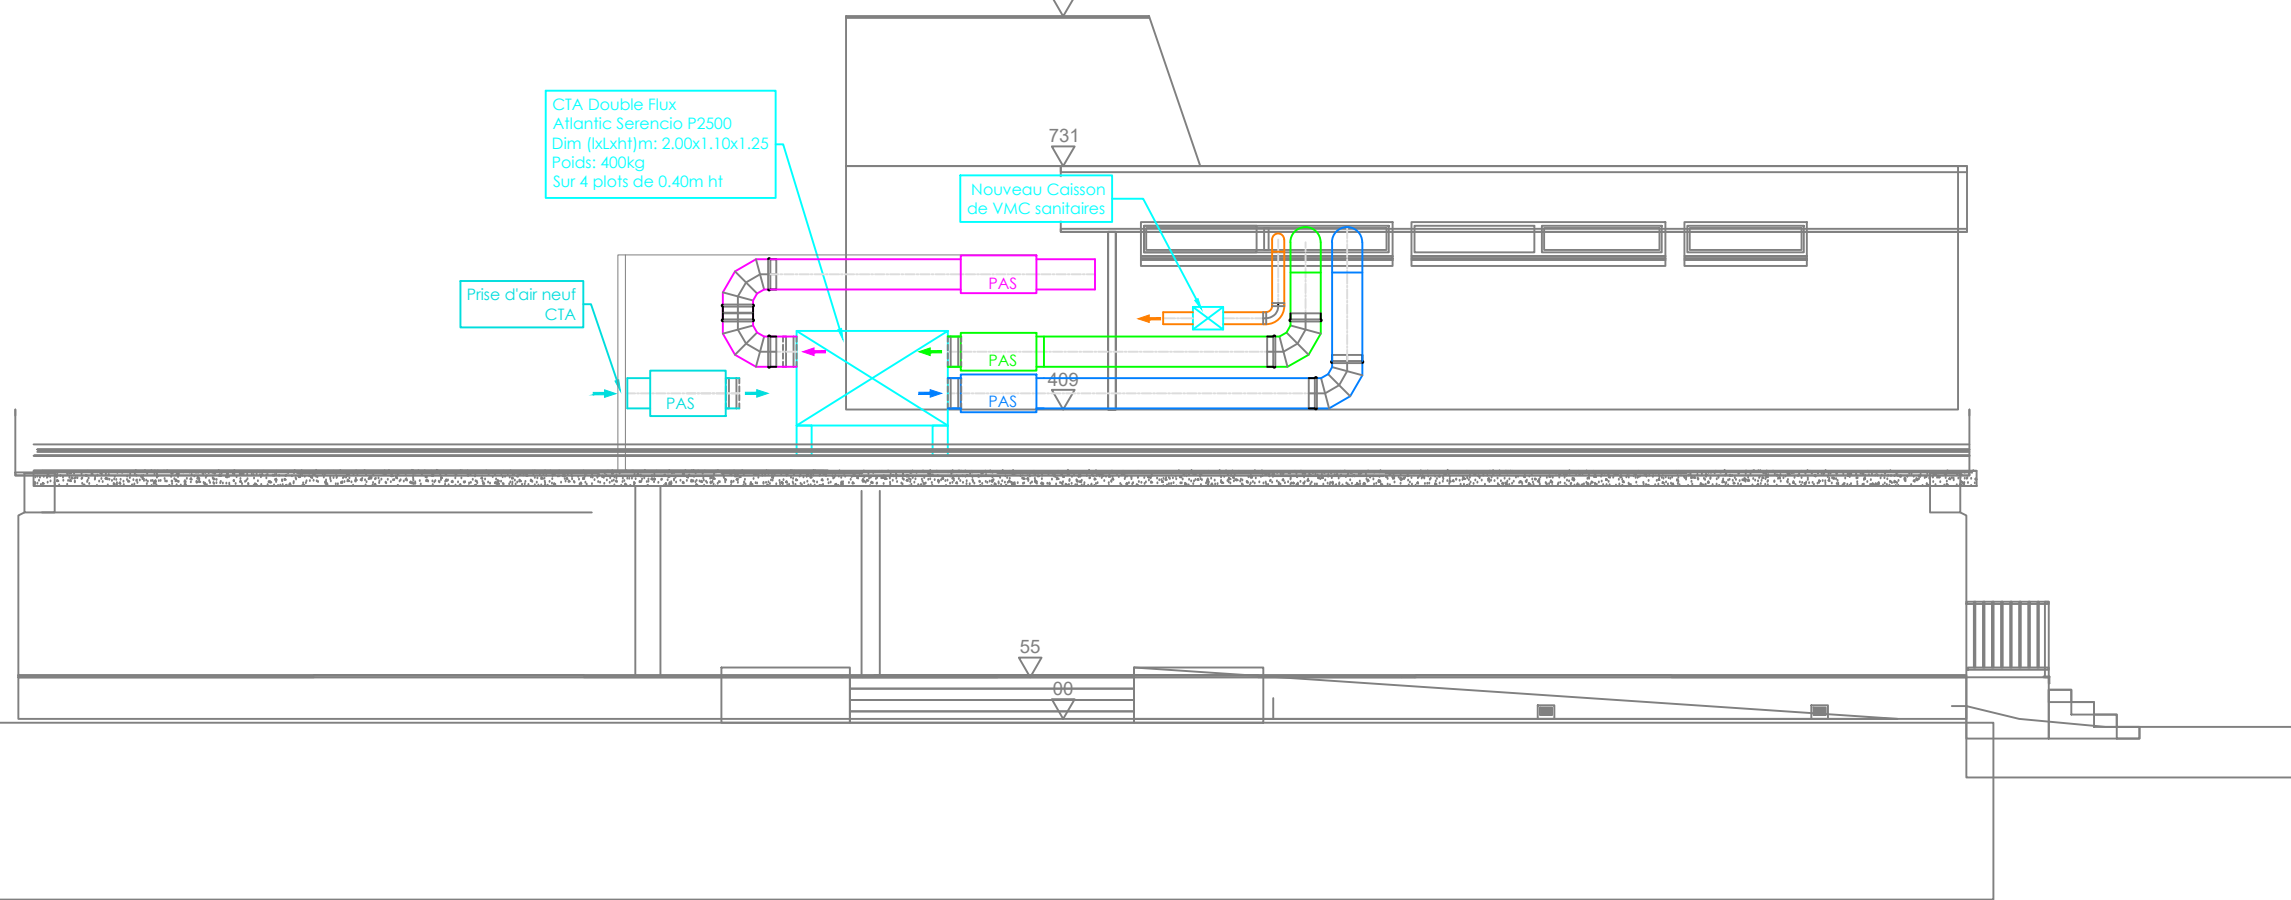 CTA Double Flux
Atlantic Serencio P2500
Dim (lxLxht)m: 2.00x1.10x1.25
Poids: 400kg
Sur 4 plots de 0.40m ht
731
Nouveau Caisson
de VMC sanitaires
Prise d'air neuf
CTA
PAS
PAS
409
PAS
PAS
55
00